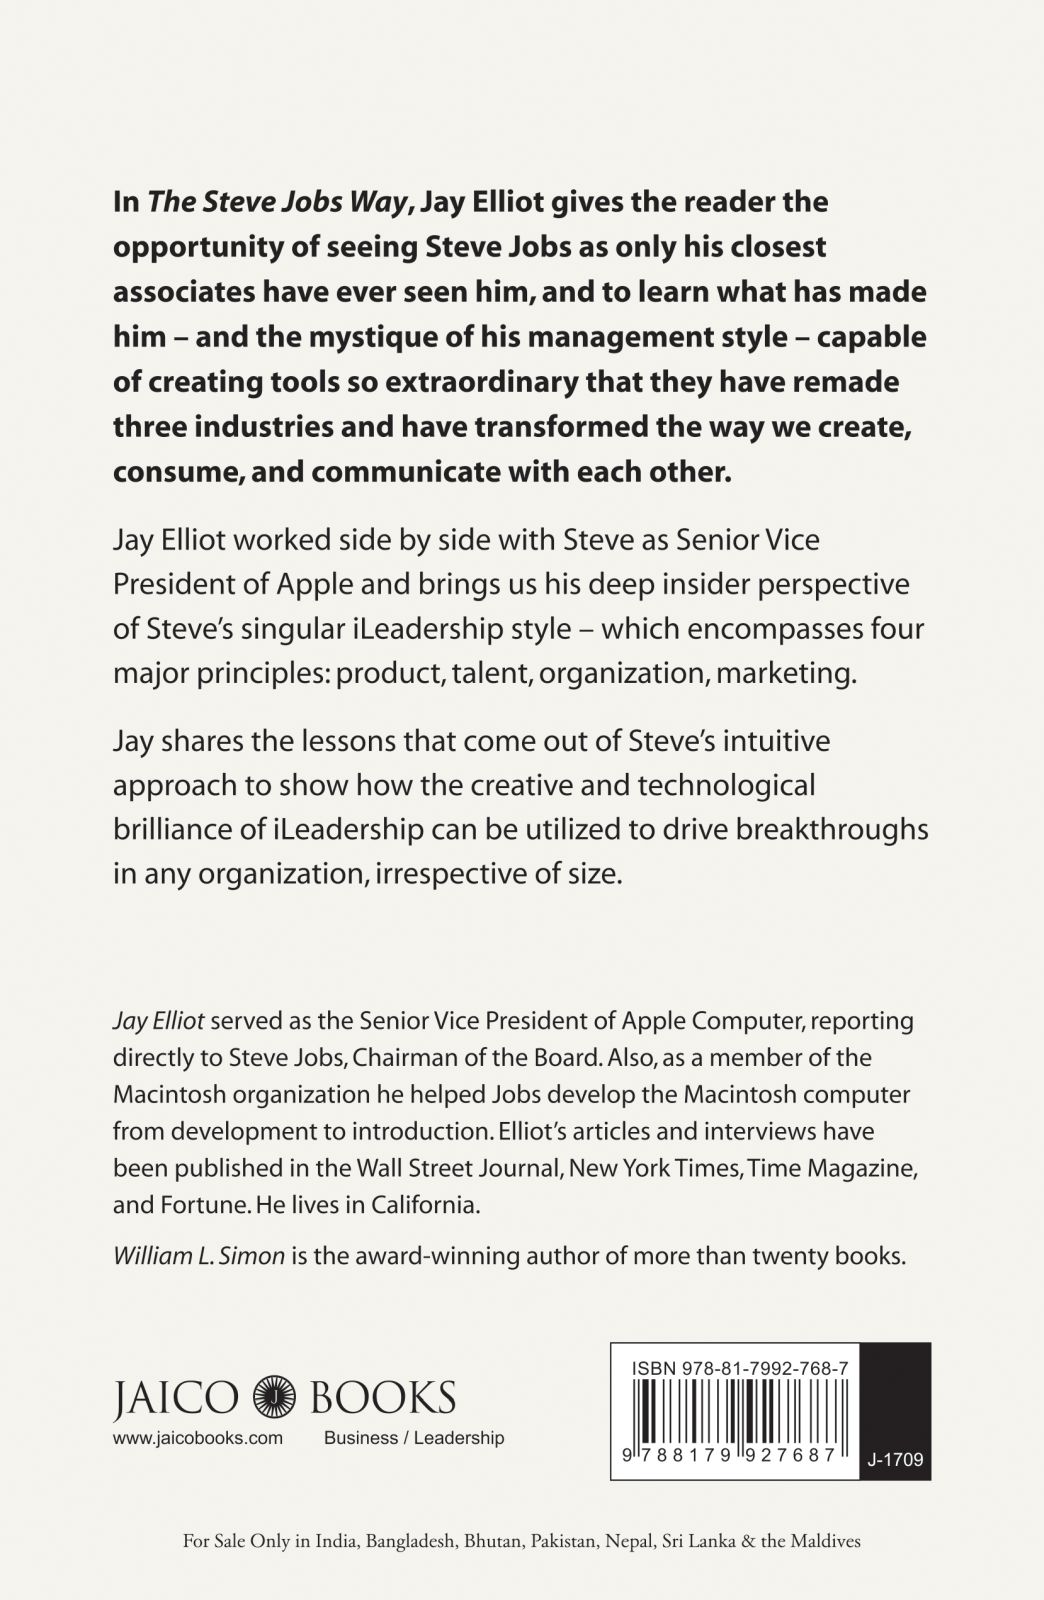 In The Steve Jobs Way, Jay Elliot gives the reader the
opportunity of seeing Steve Jobs as only his closest
associates have ever seen him, and to learn what has made
him – and the mystique of his management style – capable
of creating tools so extraordinary that they have remade
three industries and have transformed the way we create,
consume, and communicate with each other.
Jay Elliot worked side by side with Steve as Senior Vice
President of Apple and brings us his deep insider perspective
of Steve’s singular iLeadership style – which encompasses four
major principles: product, talent, organization, marketing.
Jay shares the lessons that come out of Steve’s intuitive
approach to show how the creative and technological
brilliance of iLeadership can be utilized to drive breakthroughs
in any organization, irrespective of size.
Jay Elliot served as the Senior Vice President of Apple Computer, reporting
directly to Steve Jobs, Chairman of the Board. Also, as a member of the
Macintosh organization he helped Jobs develop the Macintosh computer
from development to introduction. Elliot’s articles and interviews have
been published in the Wall Street Journal, New York Times, Time Magazine,
and Fortune. He lives in California.
William L. Simon is the award-winning author of more than twenty books.
JAICO J BOOKS
www.jaicobooks.com Business / Leadership
ISBN 978-81-7992-768-7
9 788179 927687
J-1709
For Sale Only in India, Bangladesh, Bhutan, Pakistan, Nepal, Sri Lanka & the Maldives